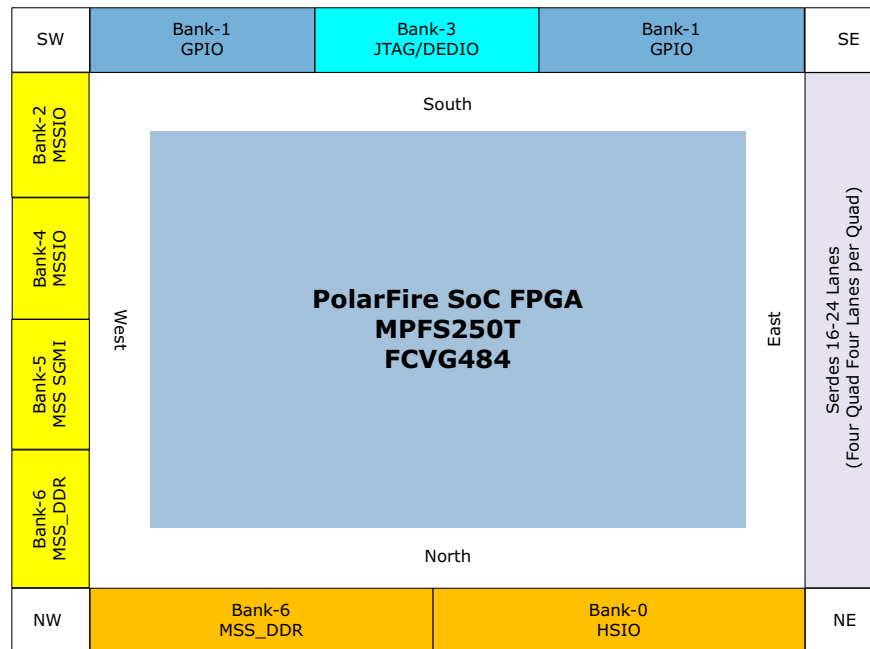 SW
Bank-1
GPIO
Bank-3
JTAG/DEDIO
Bank-1
GPIO
SE
South
Bank-2
MSSIO
Bank-4
MSSIO
Bank-5
MSS SGMI
Bank-6
MSS_DDR
West
PolarFire SoC FPGA
MPFS250T
FCVG484
East
Serdes 16-24 Lanes
(Four Quad Four Lanes per Quad)
North
NW
Bank-6
MSS_DDR
Bank-0
HSIO
NE